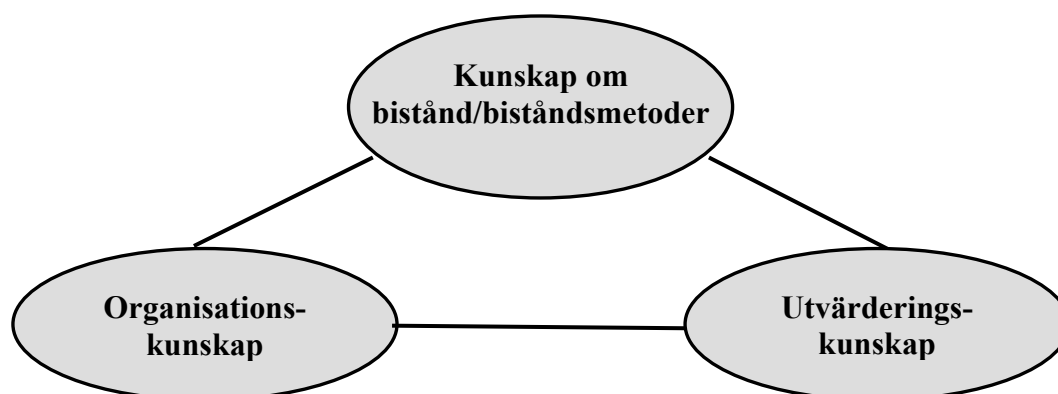 Kunskap om
bistånd/biståndsmetoder
Organisations-
kunskap
Utvärderings-
kunskap